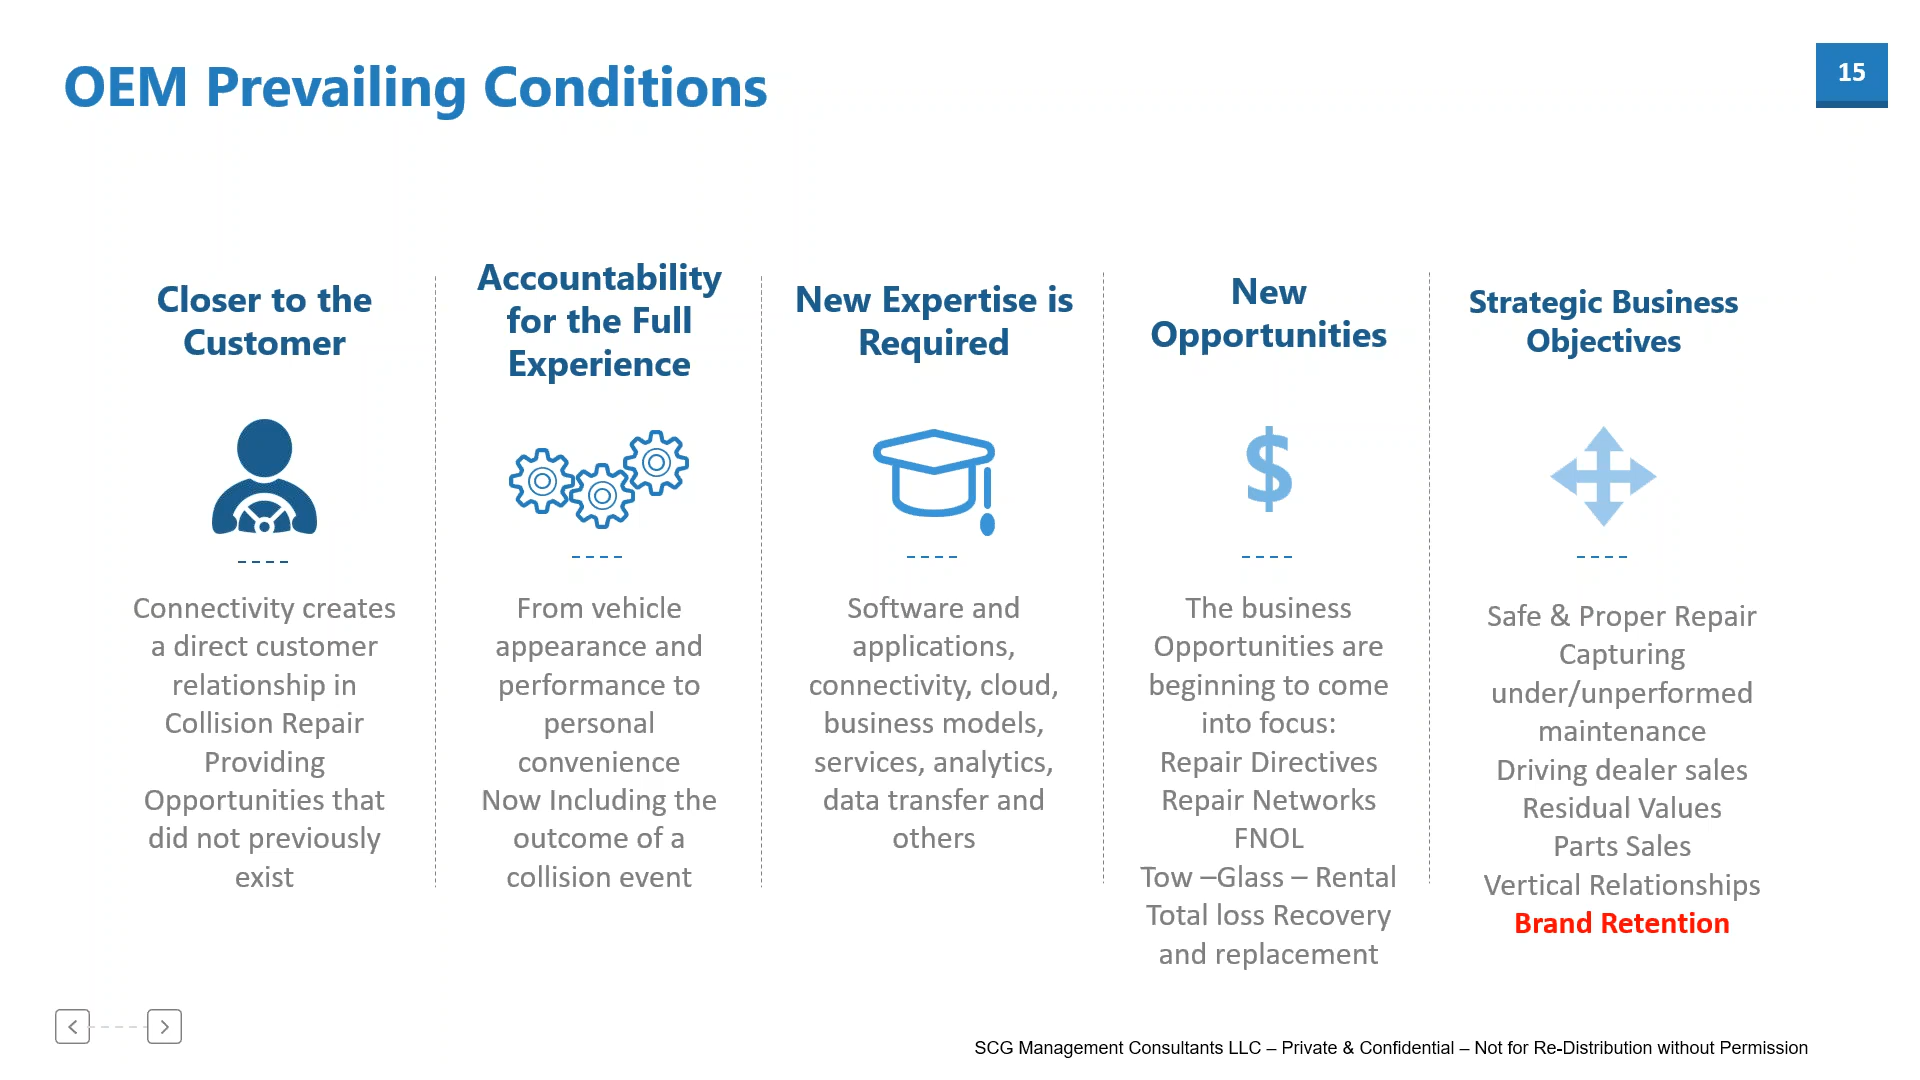 OEM Prevailing Conditions
15
Closer to the
Customer
Connectivity creates
a direct customer
relationship in
Collision Repair
Providing
Opportunities that
did not previously
exist
Accountability
for the Full
Experience
From vehicle
appearance and
performance to
personal
convenience
Now Including the
outcome of a
collision event
New Expertise is
Required
Software and
applications,
connectivity, cloud,
business models,
services, analytics,
data transfer and
others
New
Opportunities
$
The business
Opportunities are
beginning to come
into focus:
Repair Directives
Repair Networks
FNOL
Tow –Glass – Rental
Total loss Recovery
and replacement
Strategic Business
Objectives
Safe & Proper Repair
Capturing
under/unperformed
maintenance
Driving dealer sales
Residual Values
Parts Sales
Vertical Relationships
Brand Retention
SCG Management Consultants LLC – Private & Confidential – Not for Re-Distribution without Permission